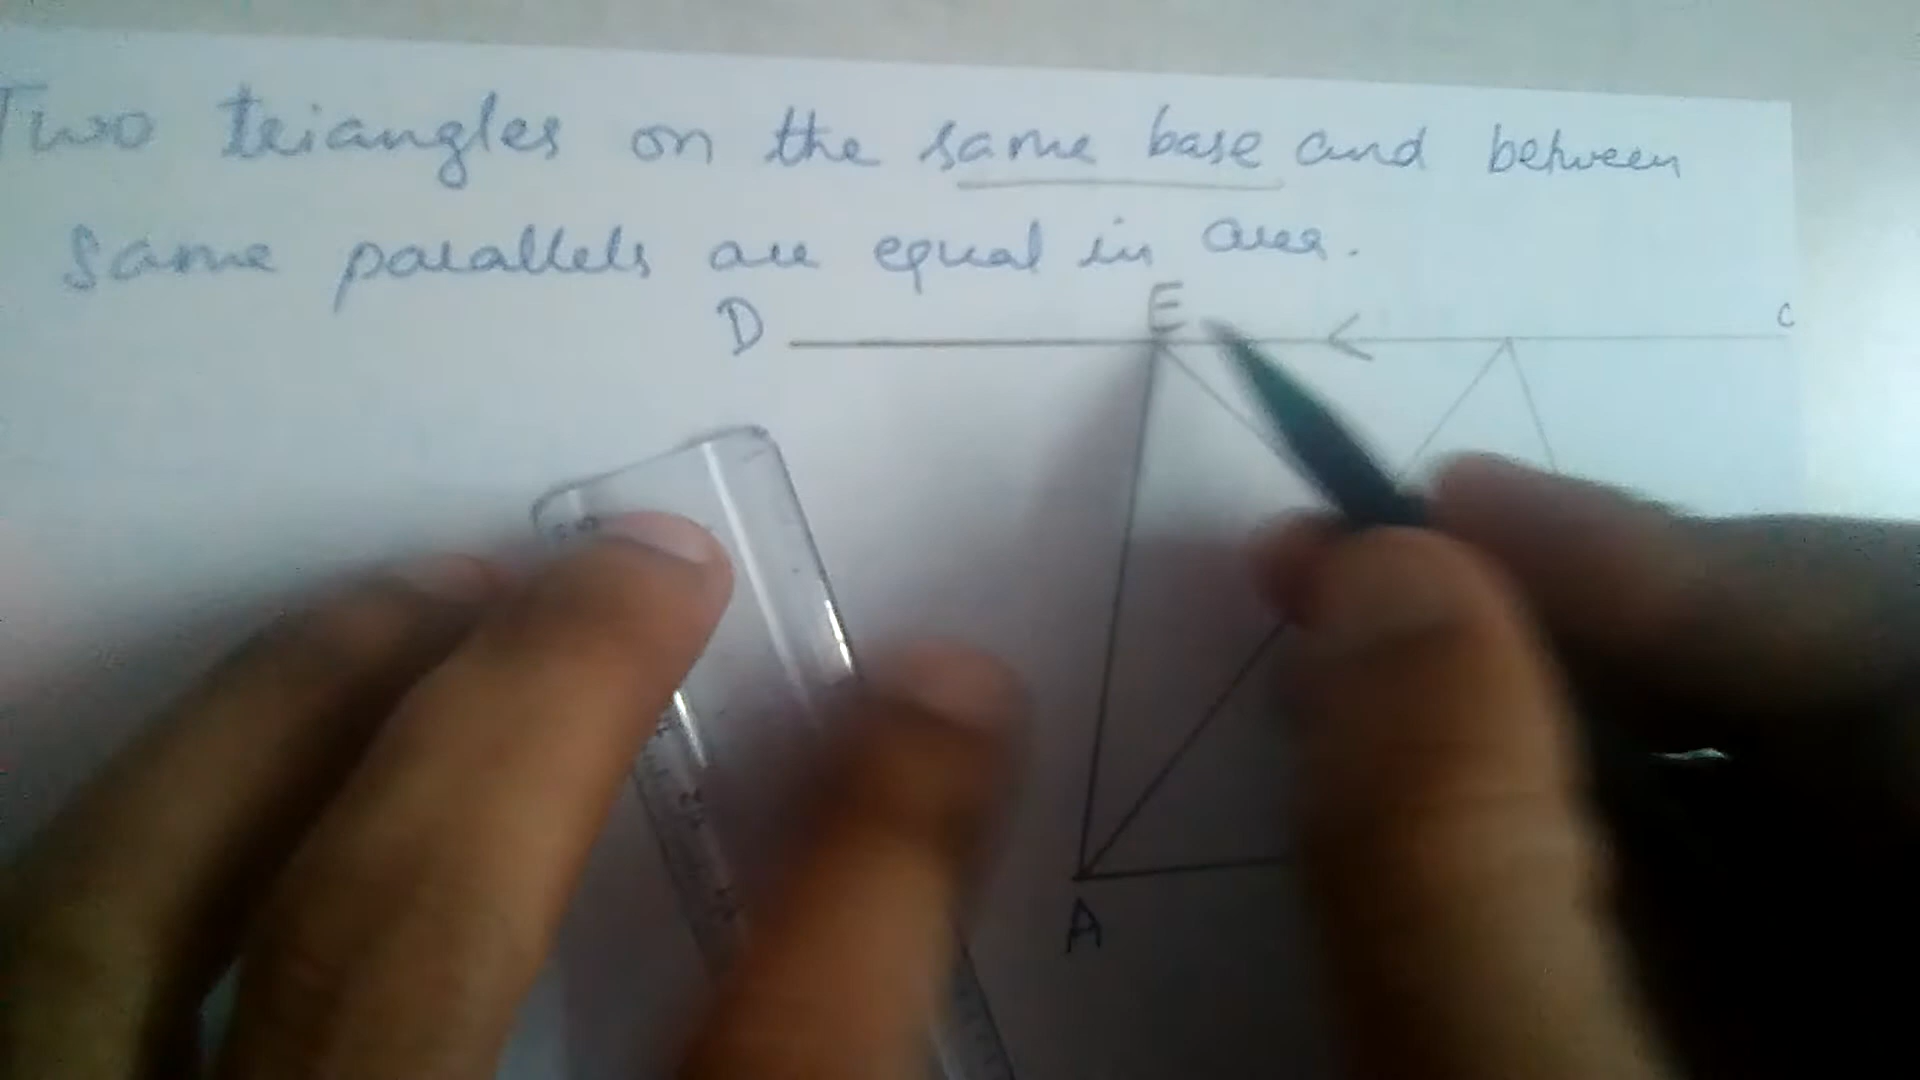 Two triangles on the same base and between
same parallels are equal in area.
D E C
A